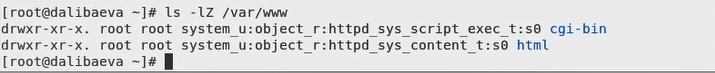 [root@dalibaeva ~]# ls -lZ /var/www
drwxr-xr-x. root root system_u:object_r:httpd_sys_script_exec_t:s0 cgi-bin
drwxr-xr-x. root root system_u:object_r:httpd_sys_content_t:s0 html
[root@dalibaeva ~]#